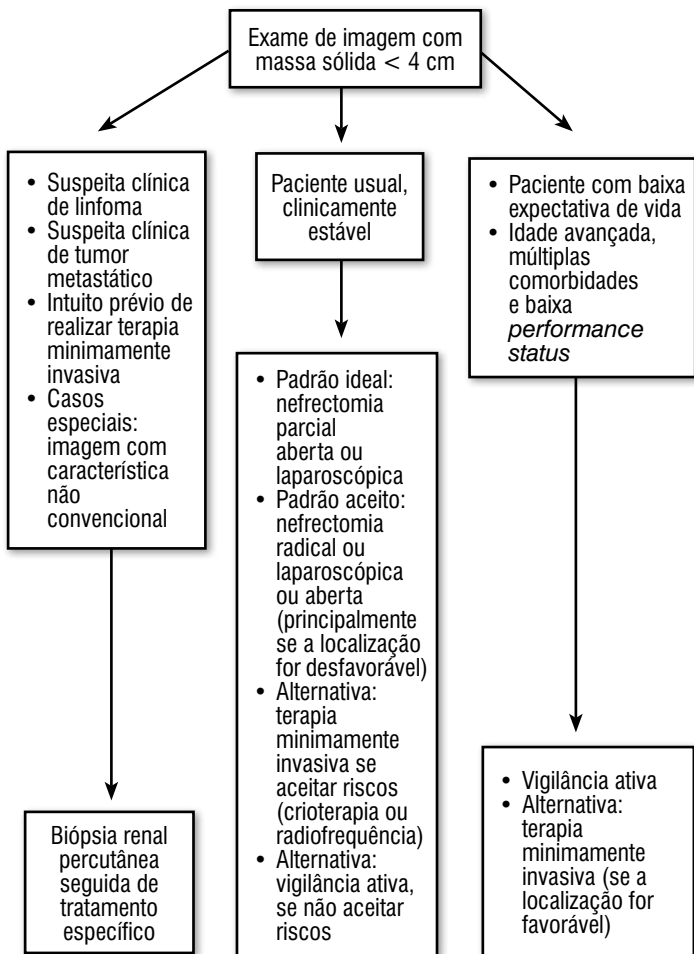 Exame de imagem com
massa sólida < 4 cm
• Suspeita clínica
de linfoma
• Suspeita clínica
de tumor
metastático
• Intuito prévio de
realizar terapia
minimamente
invasiva
• Casos
especiais:
imagem com
característica
não
convencional
Biópsia renal
percutânea
seguida de
tratamento
específico
Paciente usual,
clinicamente
estável
• Padrão ideal:
nefrectomia
parcial
aberta ou
laparoscópica
• Padrão aceito:
nefrectomia
radical ou
laparoscópica
ou aberta
(principalmente
se a localização
for desfavorável)
• Alternativa:
terapia
minimamente
invasiva se
aceitar riscos
(crioterapia ou
radiofrequência)
• Alternativa:
vigilância ativa,
se não aceitar
riscos
• Paciente com baixa
expectativa de vida
• Idade avançada,
múltiplas
comorbidades
e baixa
performance
status
• Vigilância ativa
• Alternativa:
terapia
minimamente
invasiva (se a
localização for
favorável)